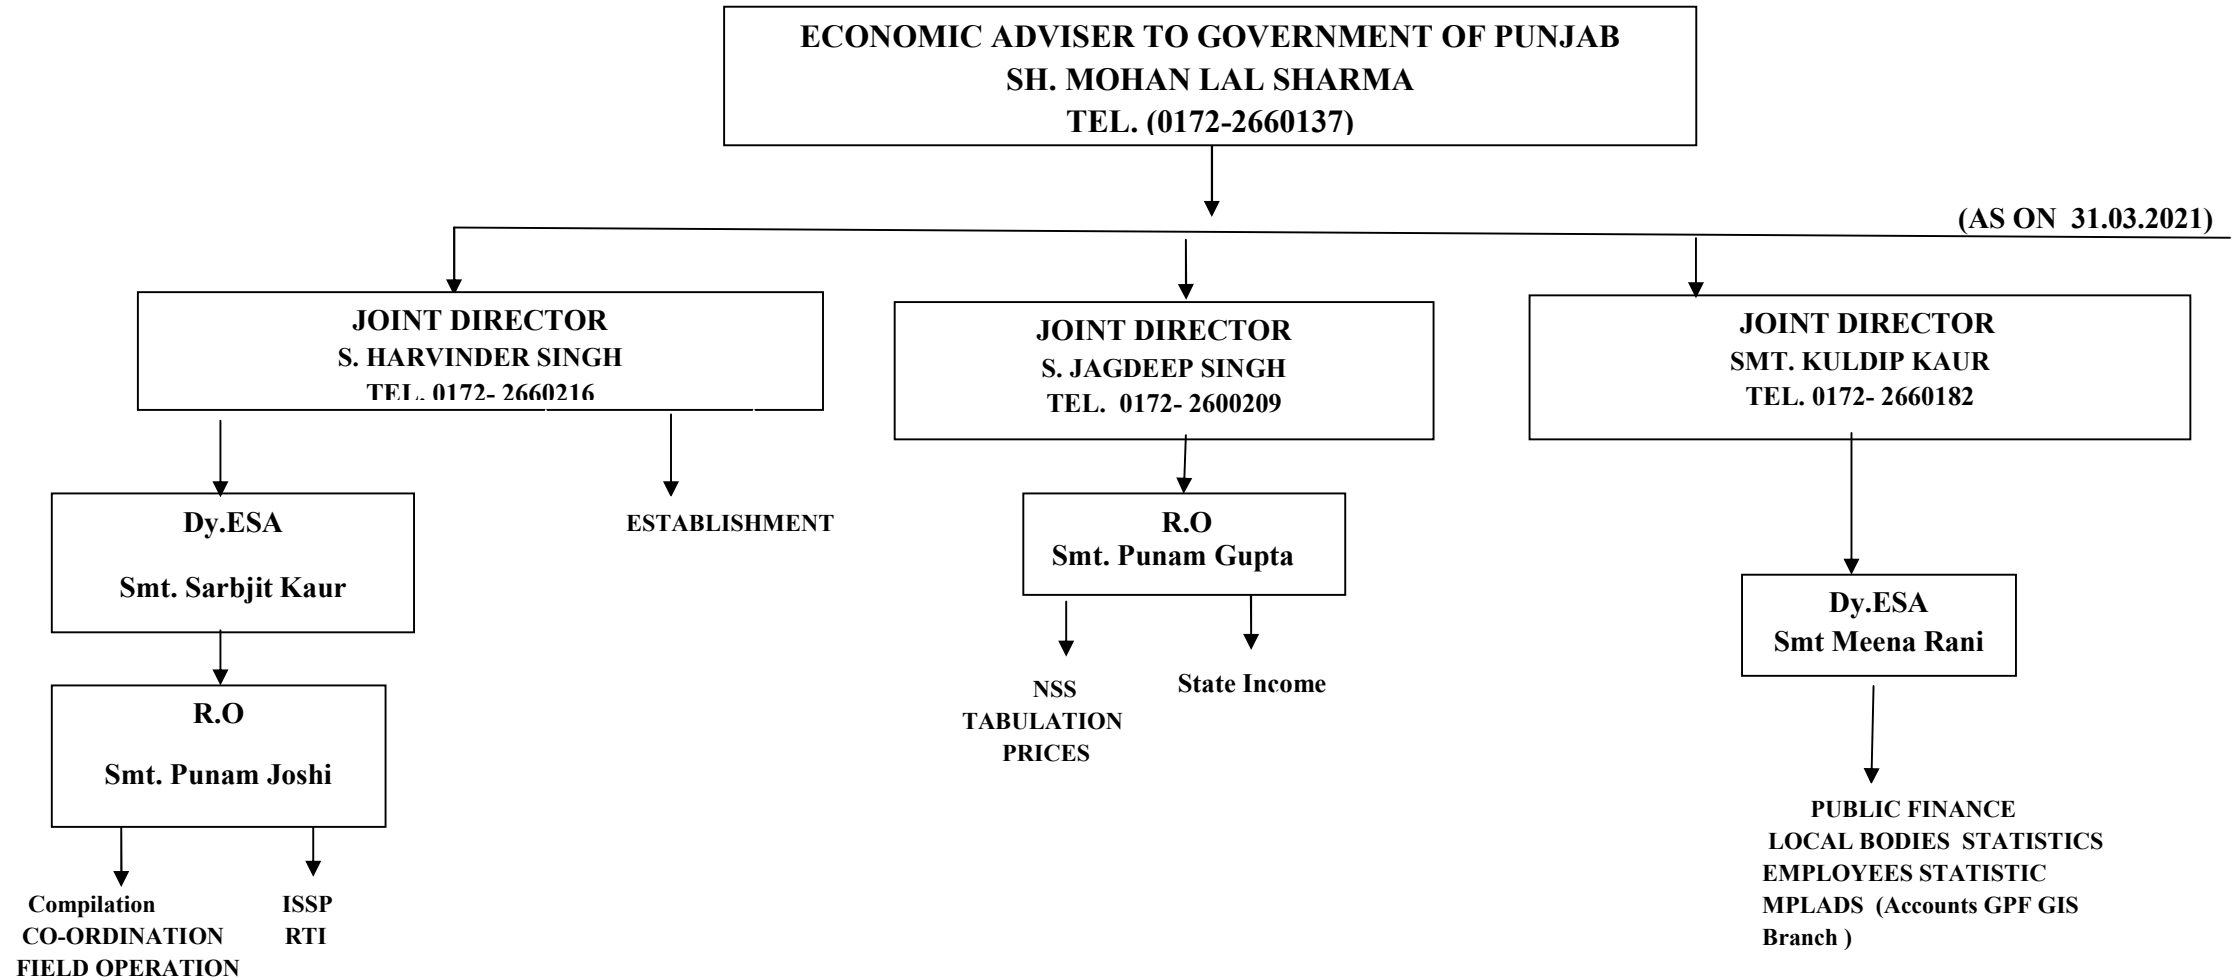 ECONOMIC ADVISER TO GOVERNMENT OF PUNJAB
SH. MOHAN LAL SHARMA
TEL. (0172-2660137)
(AS ON 31.03.2021)
JOINT DIRECTOR
S. HARVINDER SINGH
TEL. 0172- 2660216
JOINT DIRECTOR
S. JAGDEEP SINGH
TEL. 0172- 2600209
JOINT DIRECTOR
SMT. KULDIP KAUR
TEL. 0172- 2660182
Dy.ESA
Smt. Sarbjit Kaur
ESTABLISHMENT
R.O
Smt. Punam Gupta
Dy.ESA
Smt Meena Rani
R.O
Smt. Punam Joshi
NSS
TABULATION
PRICES
State Income
PUBLIC FINANCE
LOCAL BODIES STATISTICS
EMPLOYEES STATISTIC
MPLADS (Accounts GPF GIS
Branch )
Compilation
CO-ORDINATION
FIELD OPERATION
ISSP
RTI